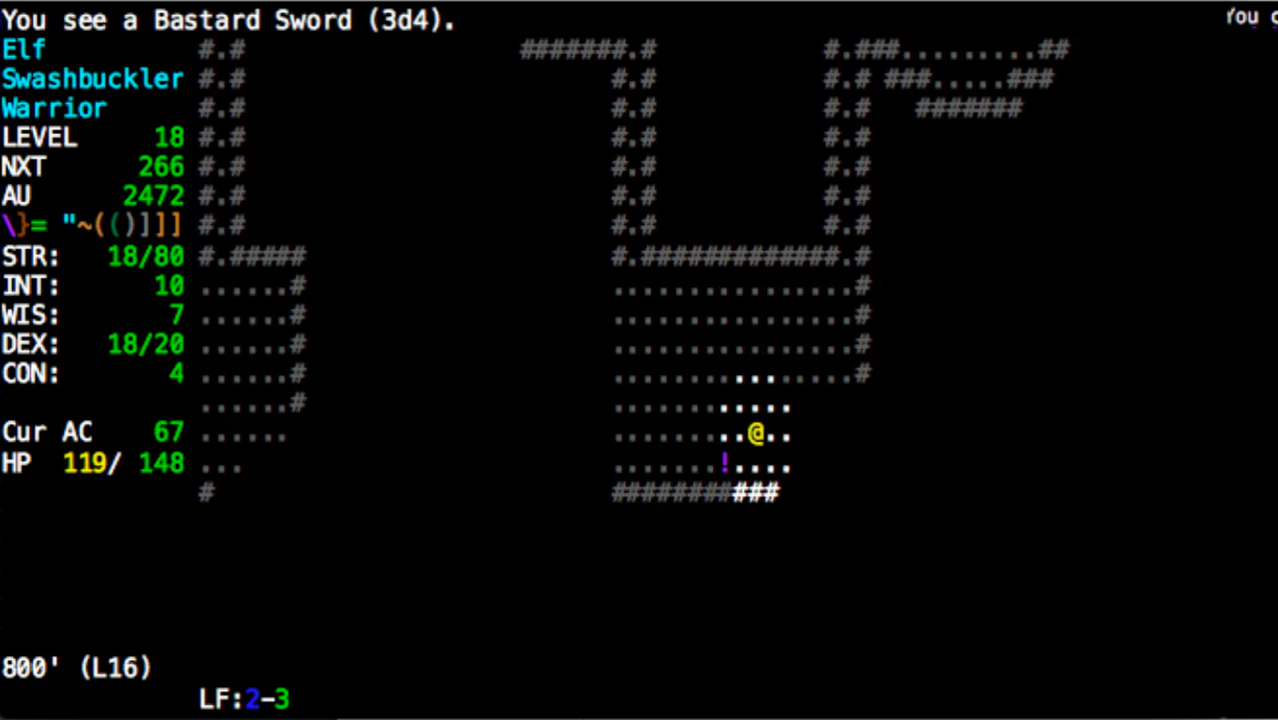 You see a Bastard Sword (3d4). You
Elf #.# #######.# #.###.........##
Swashbuckler #.# #.# #.# ###.....###
Warrior #.# #.# #.# #######
LEVEL 18 #.# #.# #.#
NXT 266 #.# #.# #.#
AU 2472 #.# #.# #.#
\}= "~(()]]] #.# #.# #.#
STR: 18/80 #.##### #.#############.#
INT: 10 ......# ................#
WIS: 7 ......# ................#
DEX: 18/20 ......# ................#
CON: 4 ......# ................#
......# ............
Cur AC 67 ...... .........@..
HP 119/ 148 ... .......!....
# ###########
800' (L16)
LF:2-3